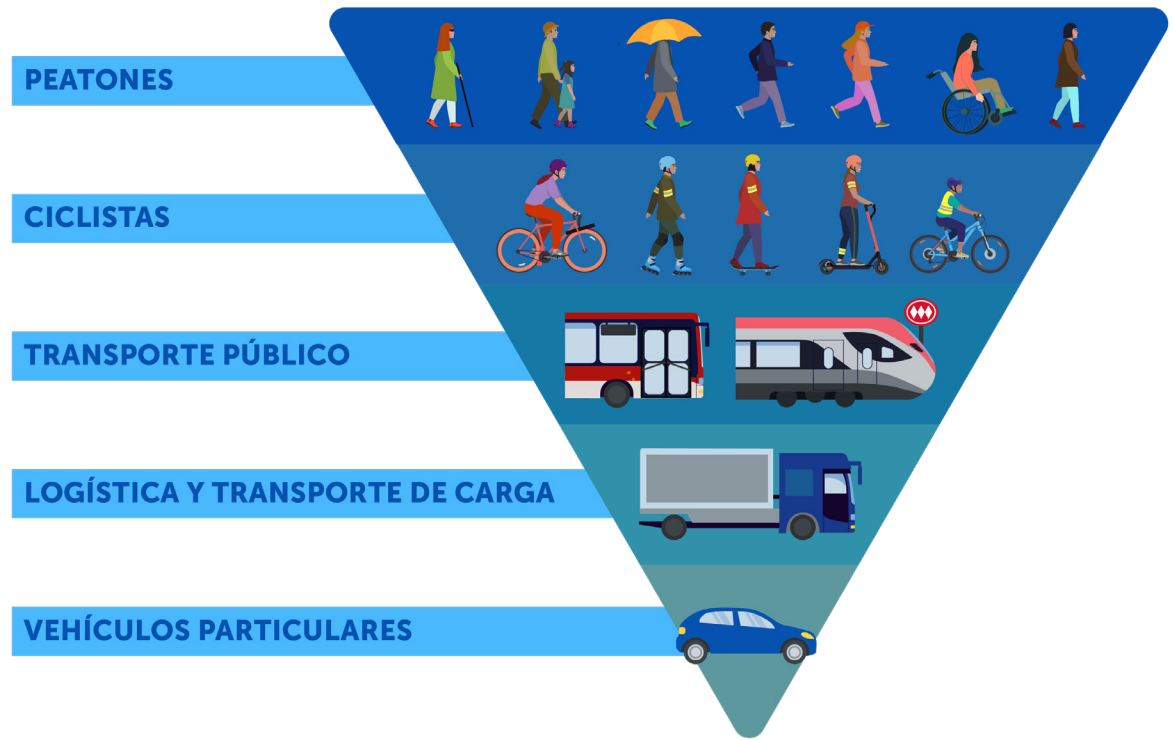 PEATONES
CICLISTAS
TRANSPORTE PÚBLICO
LOGÍSTICA Y TRANSPORTE DE CARGA
VEHÍCULOS PARTICULARES